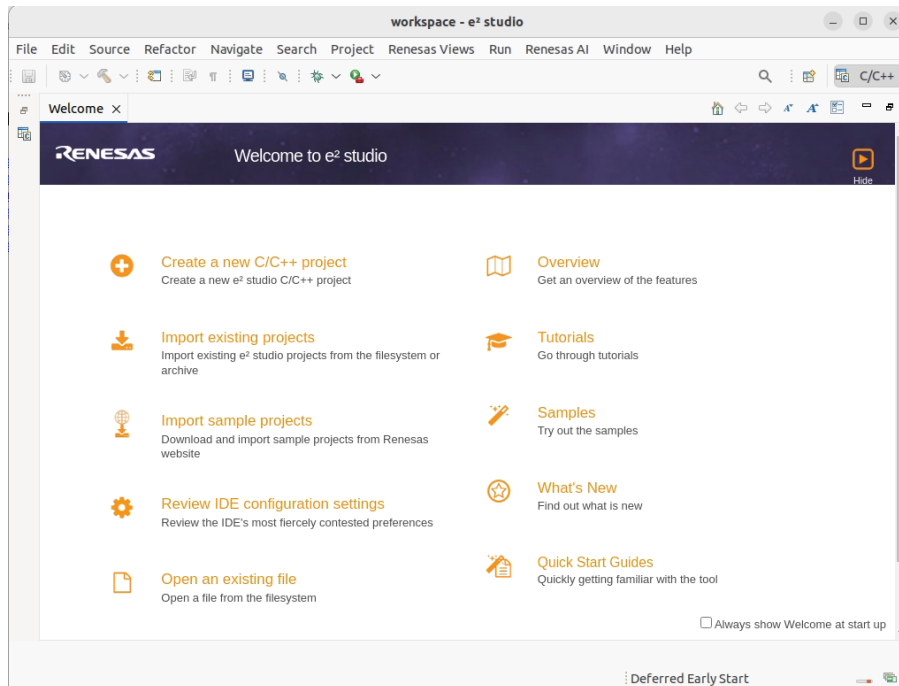 workspace - e² studio
File Edit Source Refactor Navigate Search Project Renesas Views Run Renesas AI Window Help
C/C++
Welcome
RENESAS
Welcome to e² studio
Hide
Create a new C/C++ project
Create a new e² studio C/C++ project
Import existing projects
Import existing e² studio projects from the filesystem or
archive
Import sample projects
Download and import sample projects from Renesas
website
Review IDE configuration settings
Review the IDE's most fiercely contested preferences
Open an existing file
Open a file from the filesystem
Overview
Get an overview of the features
Tutorials
Go through tutorials
Samples
Try out the samples
What's New
Find out what is new
Quick Start Guides
Quickly getting familiar with the tool
Always show Welcome at start up
Deferred Early Start